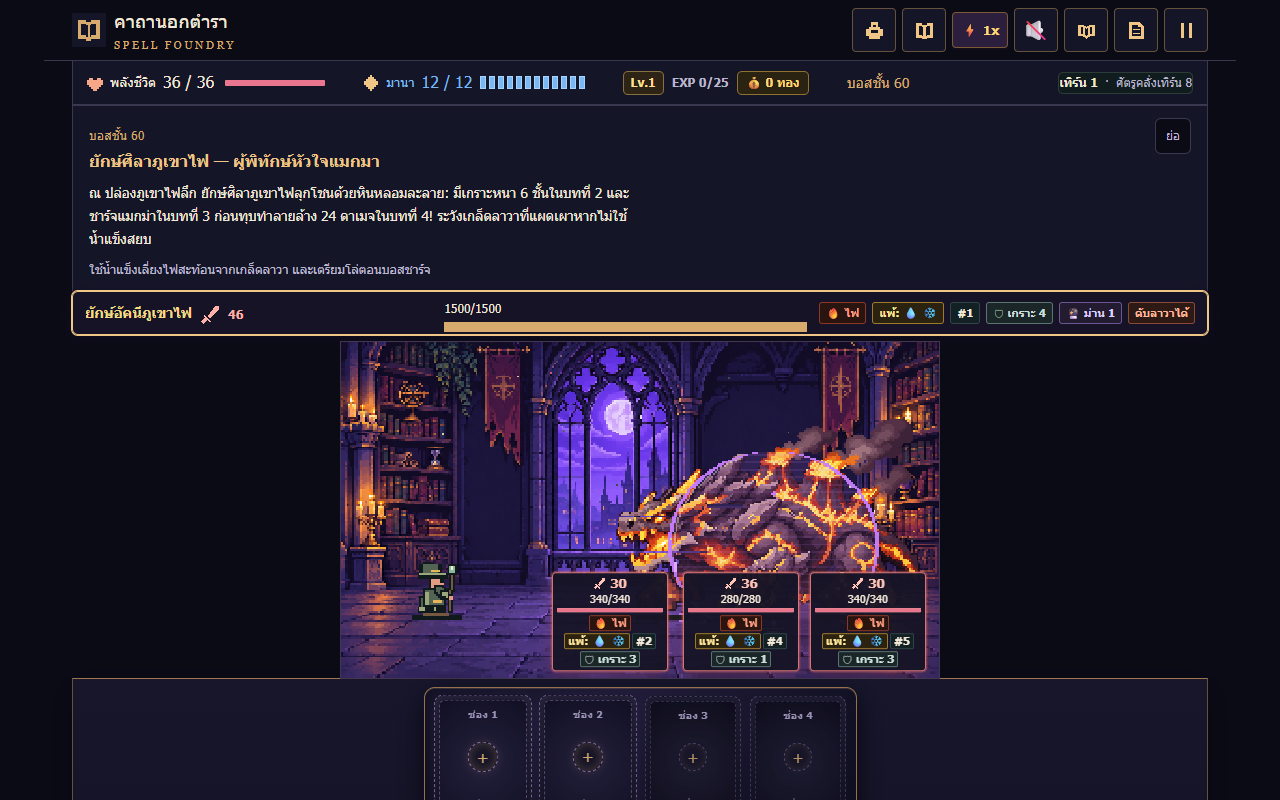 คาถานอกตำรา
SPELL FOUNDRY
1x
พลังชีวิต 36 / 36
มานา 12 / 12
Lv.1
EXP 0/25
0 ทอง
บอสชั้น 60
เทิร์น 1 · ศัตรูคลั่งเทิร์น 8
บอสชั้น 60
ย่อ
ยักษ์ศิลาภูเขาไฟ — ผู้พิทักษ์หัวใจแมกมา
ณ ปล่องภูเขาไฟลึก ยักษ์ศิลาภูเขาไฟลุกโชนด้วยหินหลอมละลาย: มีเกราะหนา 6 ชั้นในบทที่ 2 และ
ชาร์จแมกม่าในบทที่ 3 ก่อนทุบทำลายล้าง 24 ดาเมจในบทที่ 4! ระวังเกล็ดลาวาที่แผดเผาหากไม่ใช้
น้ำแข็งสยบ
ใช้น้ำแข็งเลี่ยงไฟสะท้อนจากเกล็ดลาวา และเตรียมโล่ตอนบอสชาร์จ
ยักษ์อัคนีภูเขาไฟ 46
1500/1500
ไฟ
แพ้:
#1
เกราะ 4
ม่าน 1
ดับลาวาได้
30
340/340
ไฟ
แพ้: #2
เกราะ 3
36
280/280
ไฟ
แพ้: #4
เกราะ 1
30
340/340
ไฟ
แพ้: #5
เกราะ 3
ช่อง 1
ช่อง 2
ช่อง 3
ช่อง 4
+
+
+
+